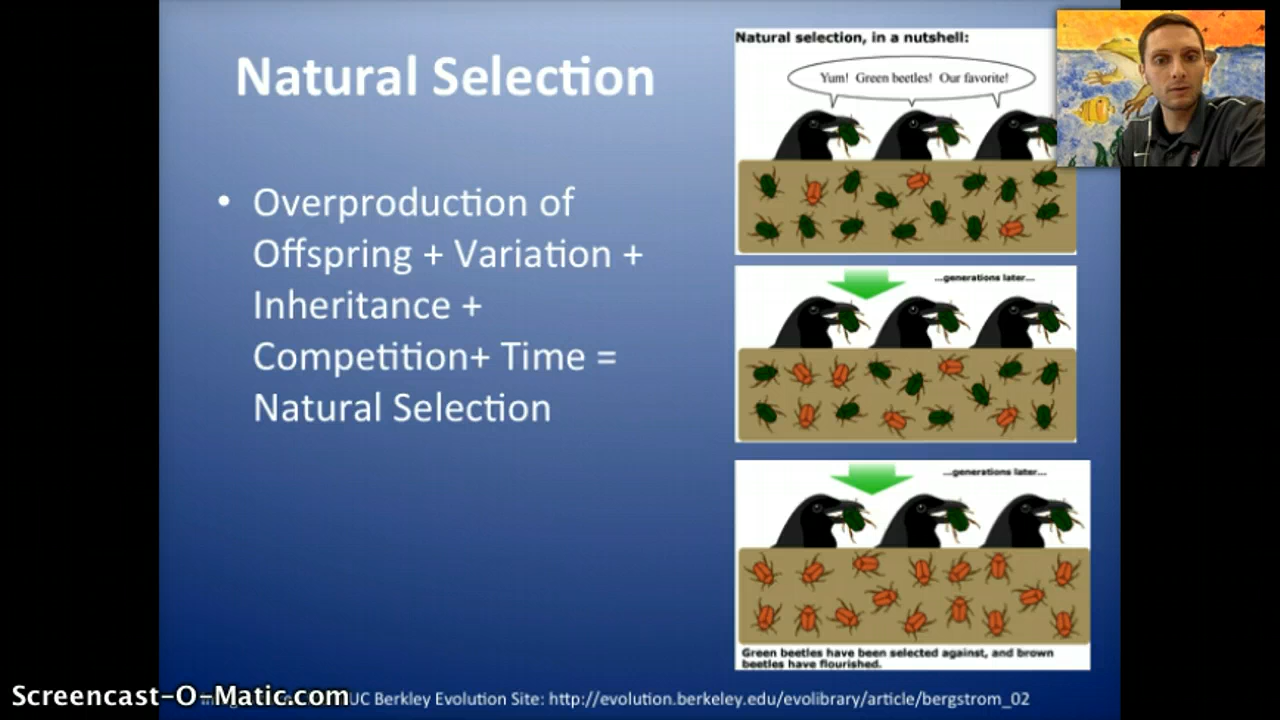 Natural Selection
• Overproduction of
Offspring + Variation +
Inheritance +
Competition+ Time =
Natural Selection
Natural selection, in a nutshell:
Yum! Green beetles! Our favorite!
...generations later...
...generations later...
Green beetles have been selected against, and brown
beetles have flourished.
Screencast-O-Matic.com
UC Berkley Evolution Site: http://evolution.berkeley.edu/evolibrary/article/bergstrom_02